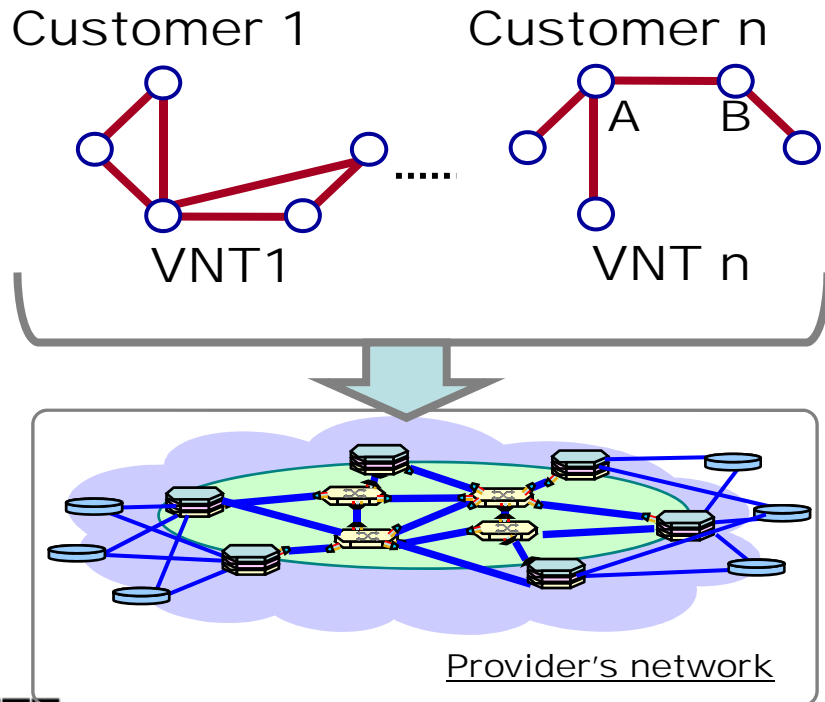 Customer 1
Customer n
A
B
......
VNT1
VNT n
Provider's network